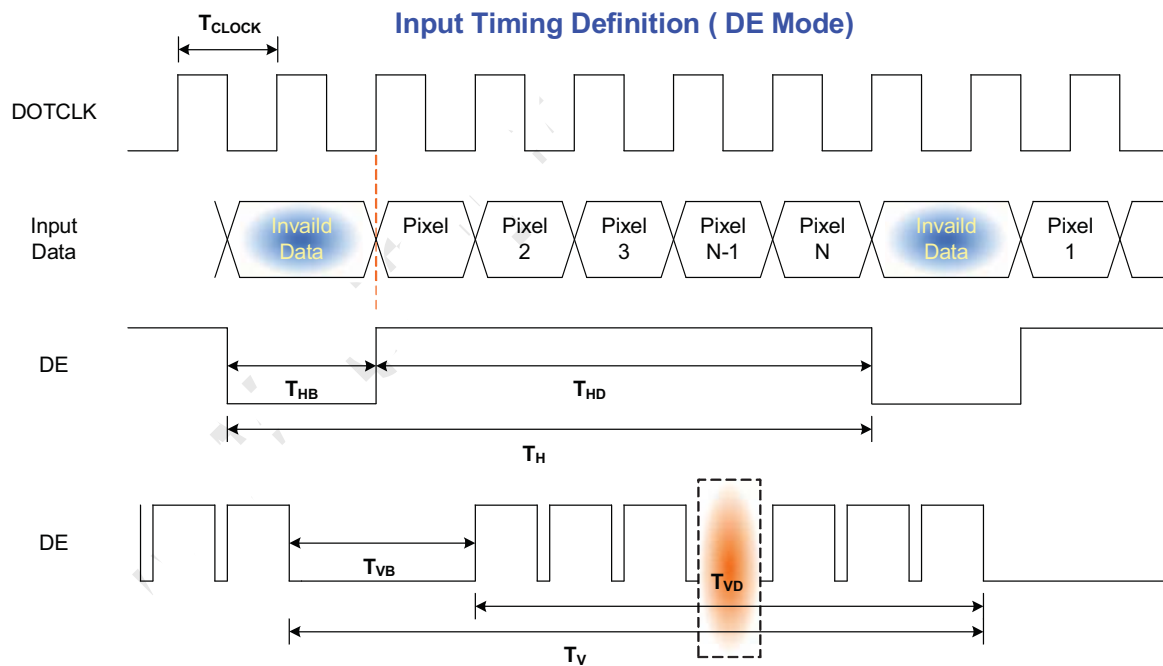 Input Timing Definition ( DE Mode)
TCLOCK
DOTCLK
Input
Data
Invaild
Data
Pixel
Pixel
2
Pixel
3
Pixel
N-1
Pixel
N
Invaild
Data
Pixel
1
DE
THB
THD
TH
DE
TVB
TVD
TV